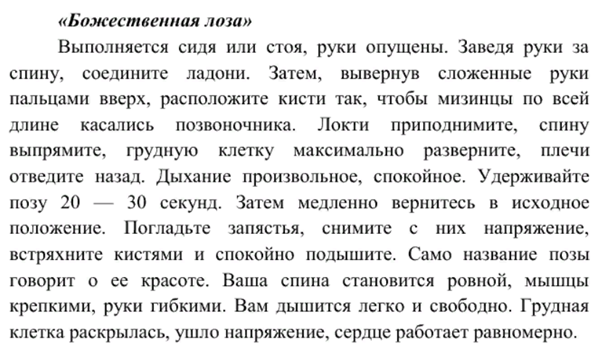 «Божественная лоза»
Выполняется сидя или стоя, руки опущены. Заведя руки за
спину, соедините ладони. Затем, вывернув сложенные руки
пальцами вверх, расположите кисти так, чтобы мизинцы по всей
длине касались позвоночника. Локти приподнимите, спину
выпрямите, грудную клетку максимально разверните, плечи
отведите назад. Дыхание произвольное, спокойное. Удерживайте
позу 20 — 30 секунд. Затем медленно вернитесь в исходное
положение. Погладьте запястья, снимите с них напряжение,
встряхните кистями и спокойно подышите. Само название позы
говорит о ее красоте. Ваша спина становится ровной, мышцы
крепкими, руки гибкими. Вам дышится легко и свободно. Грудная
клетка раскрылась, ушло напряжение, сердце работает равномерно.